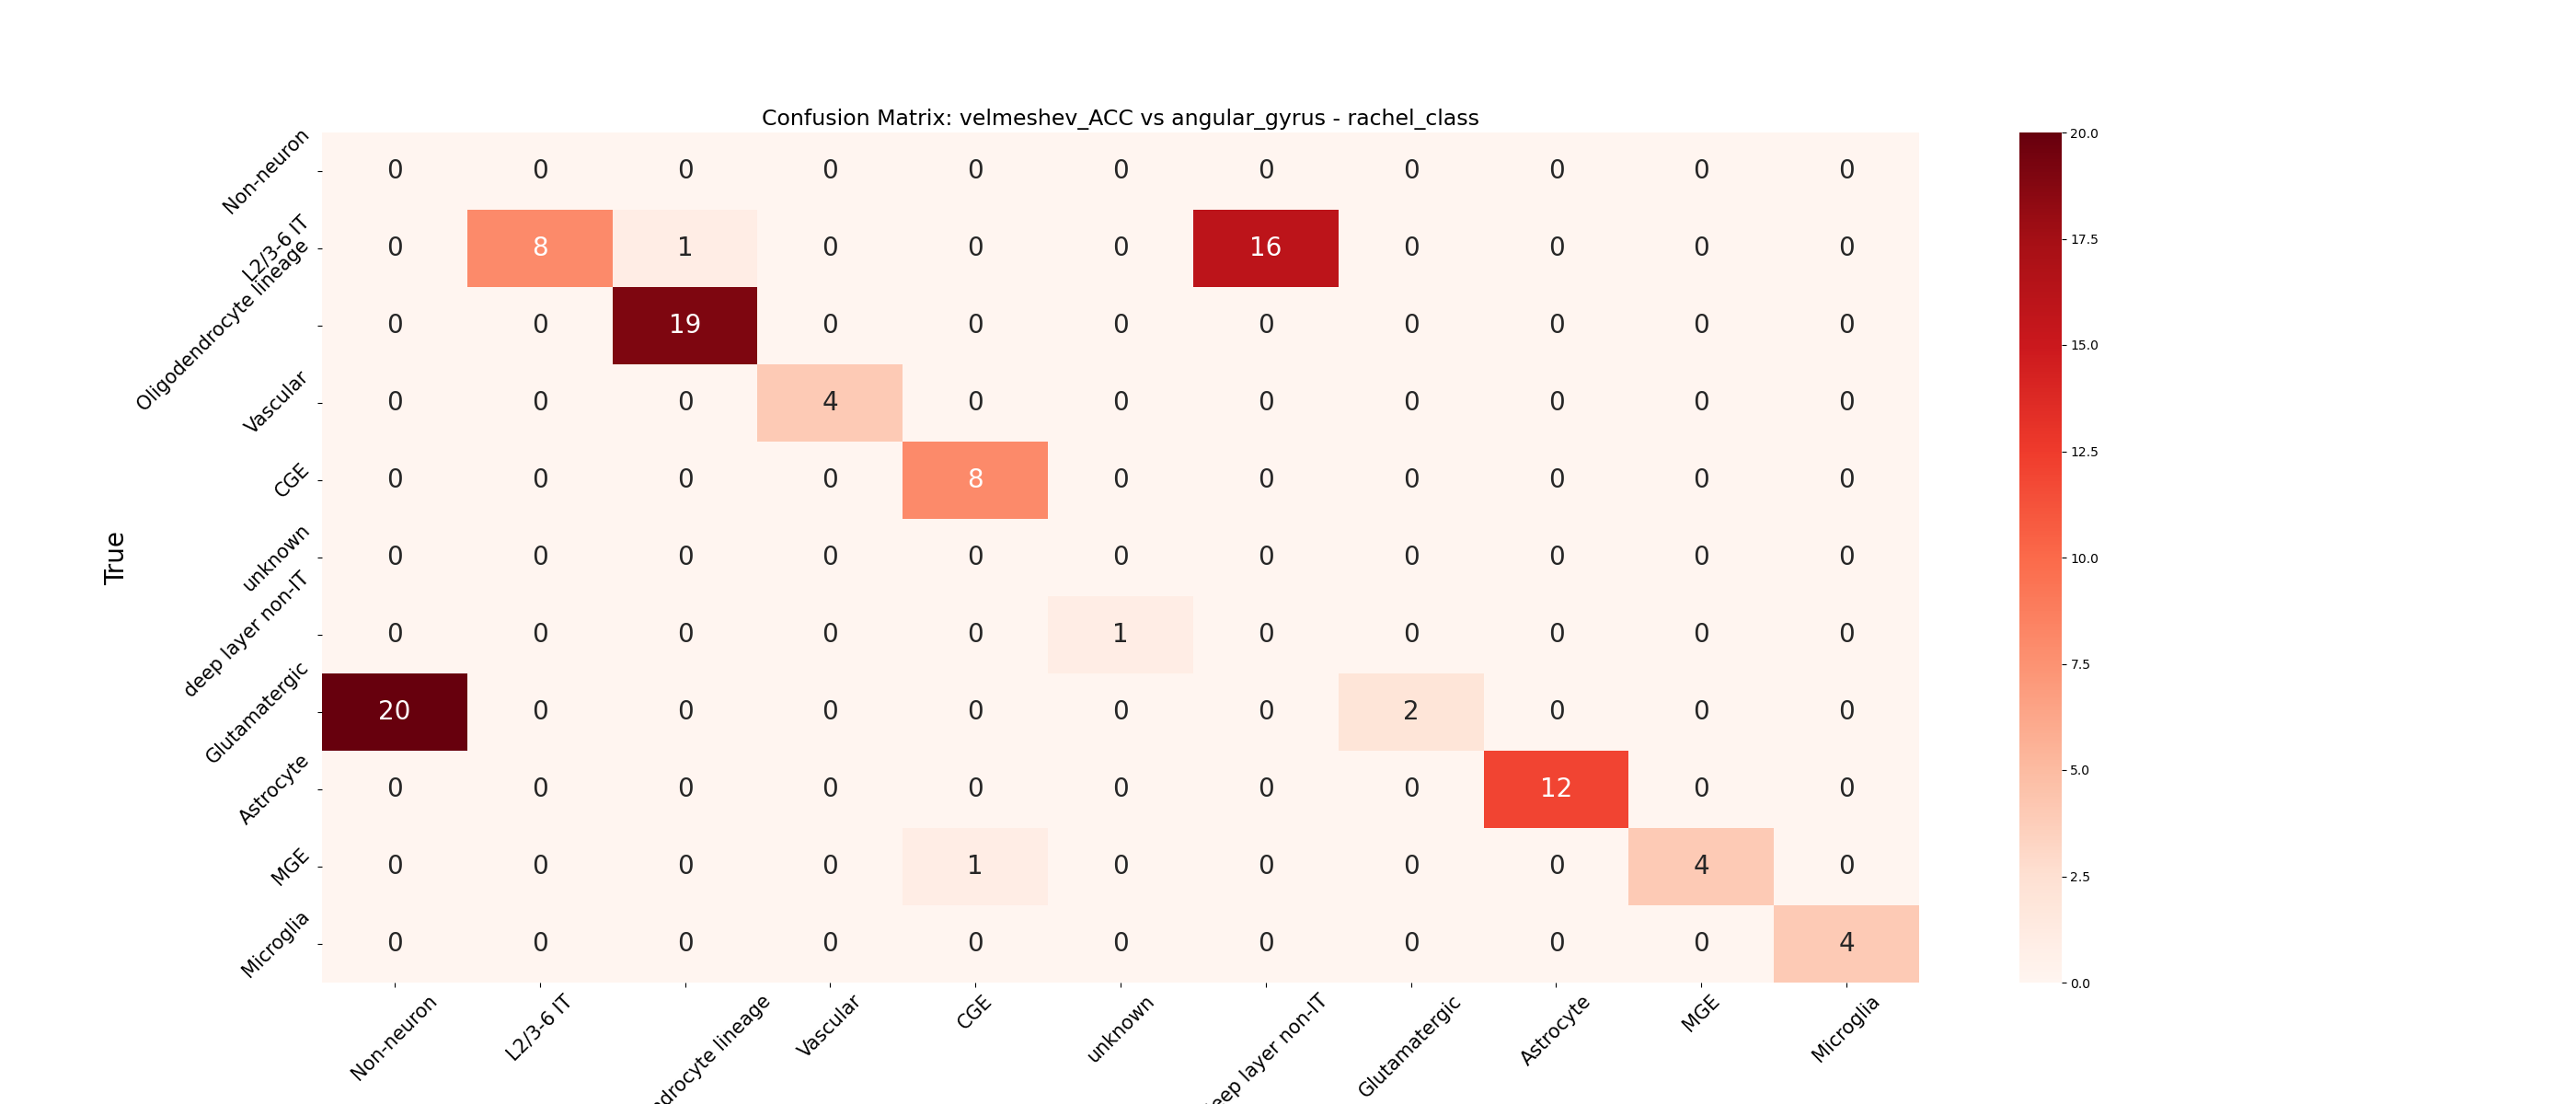 Confusion Matrix: velmeshev_ACC vs angular_gyrus - rachel_class
Non-neuron 0 0 0 0 0 0 0 0 0 0 0
L2/3-6 IT 0 8 1 0 0 0 16 0 0 0 0
Oligodendrocyte lineage 0 0 19 0 0 0 0 0 0 0 0
Vascular 0 0 0 4 0 0 0 0 0 0 0
CGE 0 0 0 0 8 0 0 0 0 0 0
unknown 0 0 0 0 0 0 0 0 0 0 0
deep layer non-IT 0 0 0 0 0 1 0 0 0 0 0
Glutamatergic 20 0 0 0 0 0 0 2 0 0 0
Astrocyte 0 0 0 0 0 0 0 0 12 0 0
MGE 0 0 0 0 1 0 0 0 0 4 0
Microglia 0 0 0 0 0 0 0 0 0 0 4
True
Non-neuron
L2/3-6 IT
drocyte lineage
Vascular
CGE
unknown
eep layer non-IT
Glutamatergic
Astrocyte
MGE
Microglia
20.0
17.5
15.0
12.5
10.0
7.5
5.0
2.5
0.0